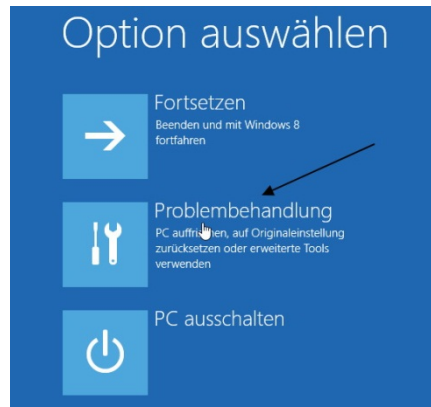 Option auswählen
Fortsetzen
Beenden und mit Windows 8
fortfahren
Problembehandlung
PC auffrischen, auf Originaleinstellung
zurücksetzen oder erweiterte Tools
verwenden
PC ausschalten